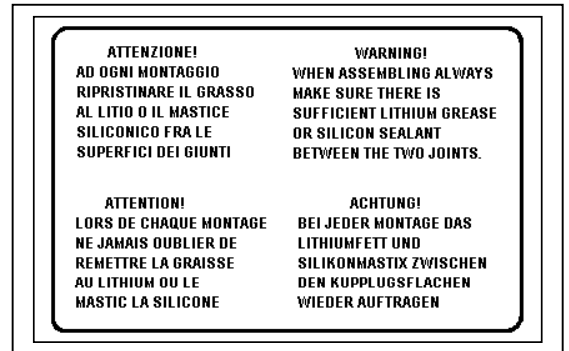 ATTENZIONE!
AD OGNI MONTAGGIO
RIPRISTINARE IL GRASSO
AL LITIO O IL MASTICE
SILICONICO FRA LE
SUPERFICI DEI GIUNTI
WARNING!
WHEN ASSEMBLING ALWAYS
MAKE SURE THERE IS
SUFFICIENT LITHIUM GREASE
OR SILICON SEALANT
BETWEEN THE TWO JOINTS.
ATTENTION!
LORS DE CHAQUE MONTAGE
NE JAMAIS OUBLIER DE
REMETTRE LA GRAISSE
AU LITHIUM OU LE
MASTIC LA SILICONE
ACHTUNG!
BEI JEDER MONTAGE DAS
LITHIUMFETT UND
SILIKONMASTIX ZWISCHEN
DEN KUPPLUGSFLACHEN
WIEDER AUFTRAGEN